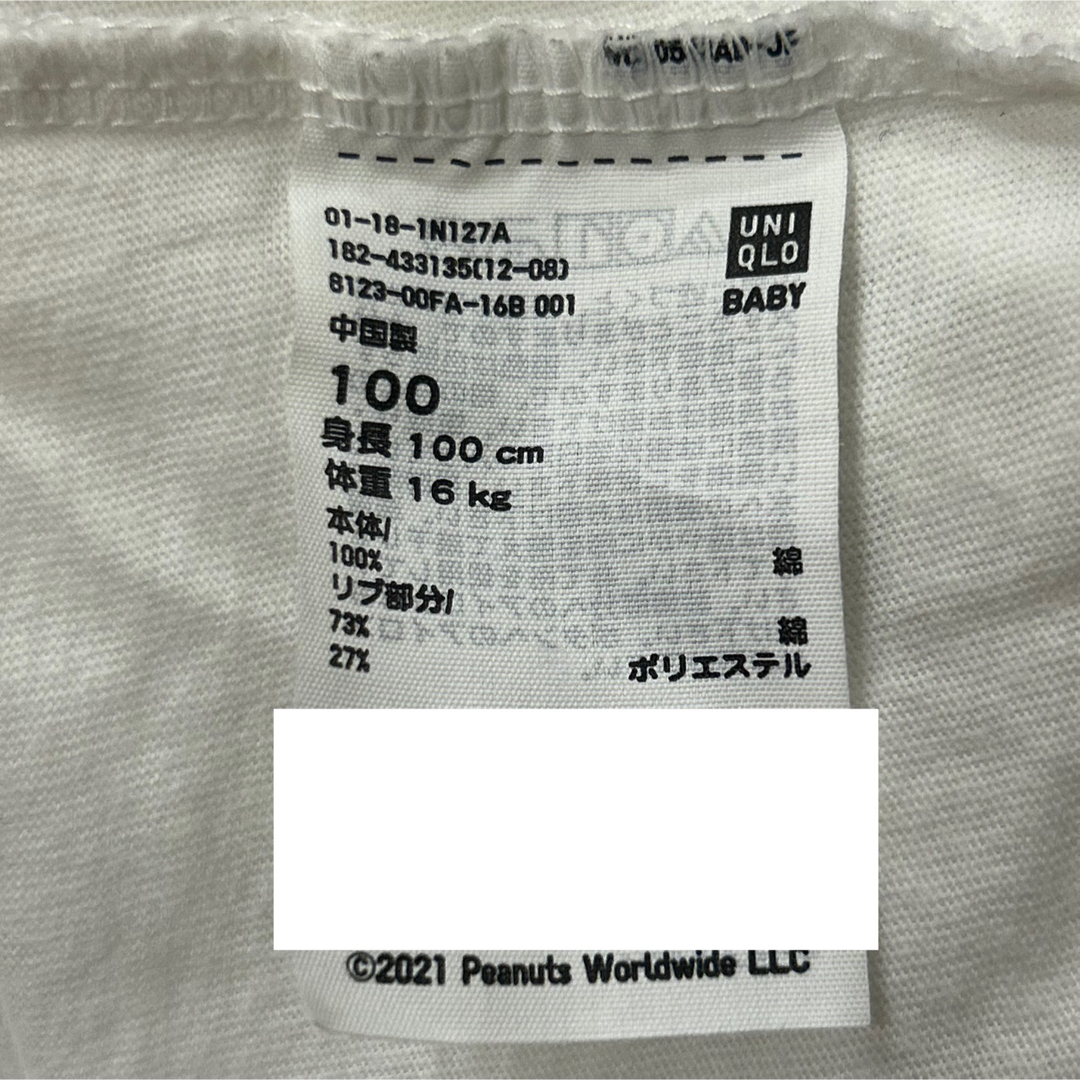 01-18-1N127A
182-433135(12-08)
8123-00FA-16B 001
UNI
QLO
BABY
中国製
100
身長 100 cm
体重 16 kg
本体/
100% 綿
リブ部分/
73% 綿
27% ポリエステル
©2021 Peanuts Worldwide LLC